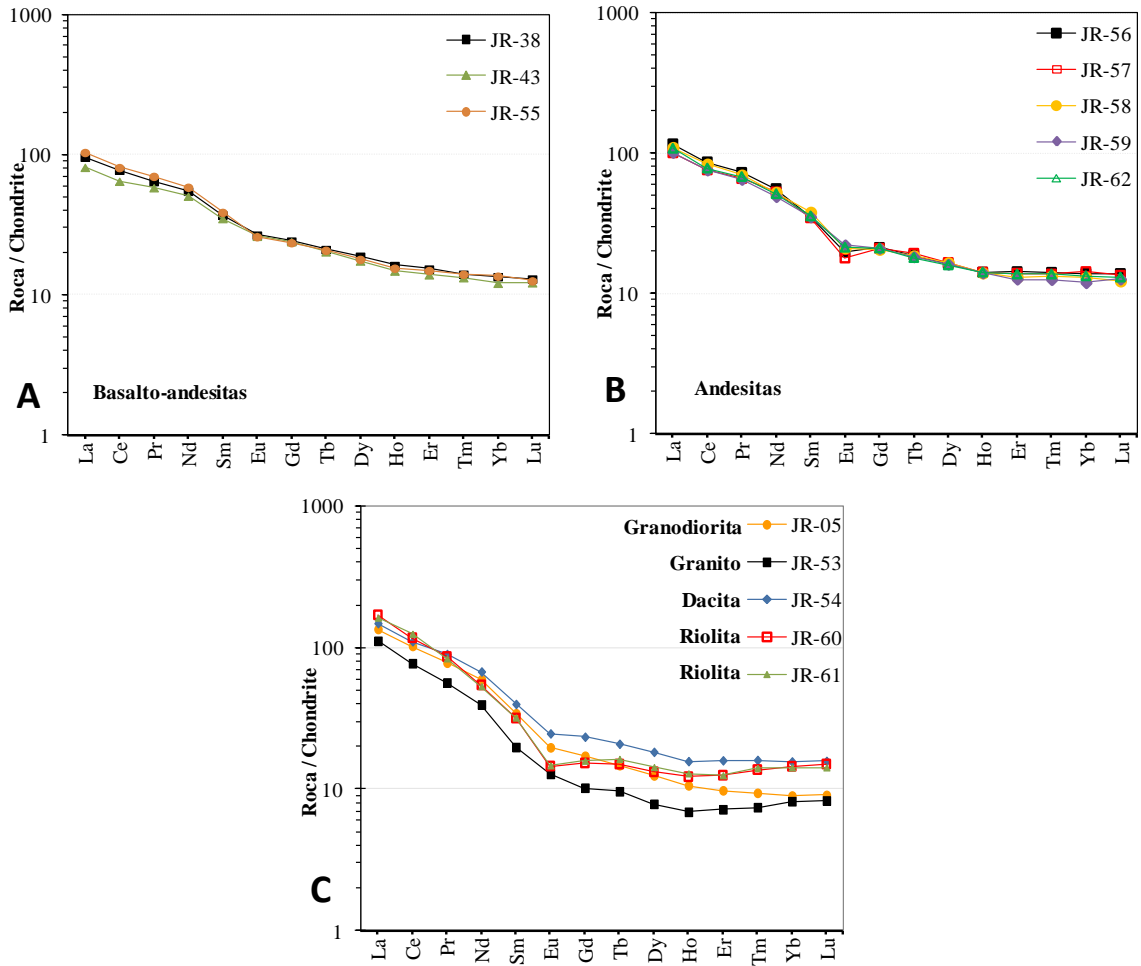 1000
100
10
1
Roca / Chondrite
JR-38
JR-43
JR-55
A
Basalto-andesitas
La Ce Pr Nd Sm Eu Gd Tb Dy Ho Er Tm Yb Lu
1000
100
10
1
Roca / Chondrite
JR-56
JR-57
JR-58
JR-59
JR-62
B
Andesitas
La Ce Pr Nd Sm Eu Gd Tb Dy Ho Er Tm Yb Lu
1000
100
10
1
Roca / Chondrite
Granodiorita JR-05
Granito JR-53
Dacita JR-54
Riolita JR-60
Riolita JR-61
C
La Ce Pr Nd Sm Eu Gd Tb Dy Ho Er Tm Yb Lu